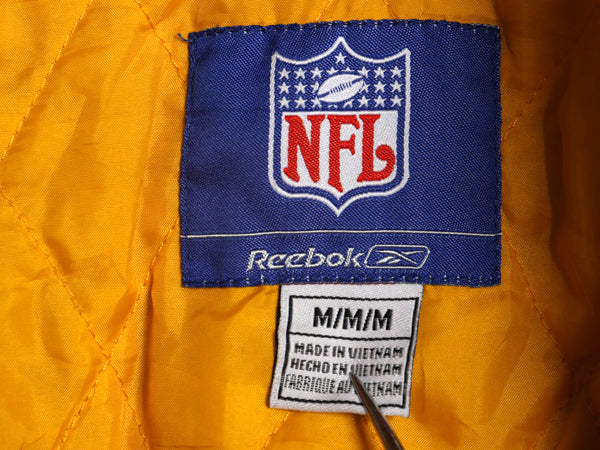 NFL
Reebok
M/M/M
MADE IN VIETNAM
HECHO EN VIETNAM
FABRIQUE AU VIETNAM